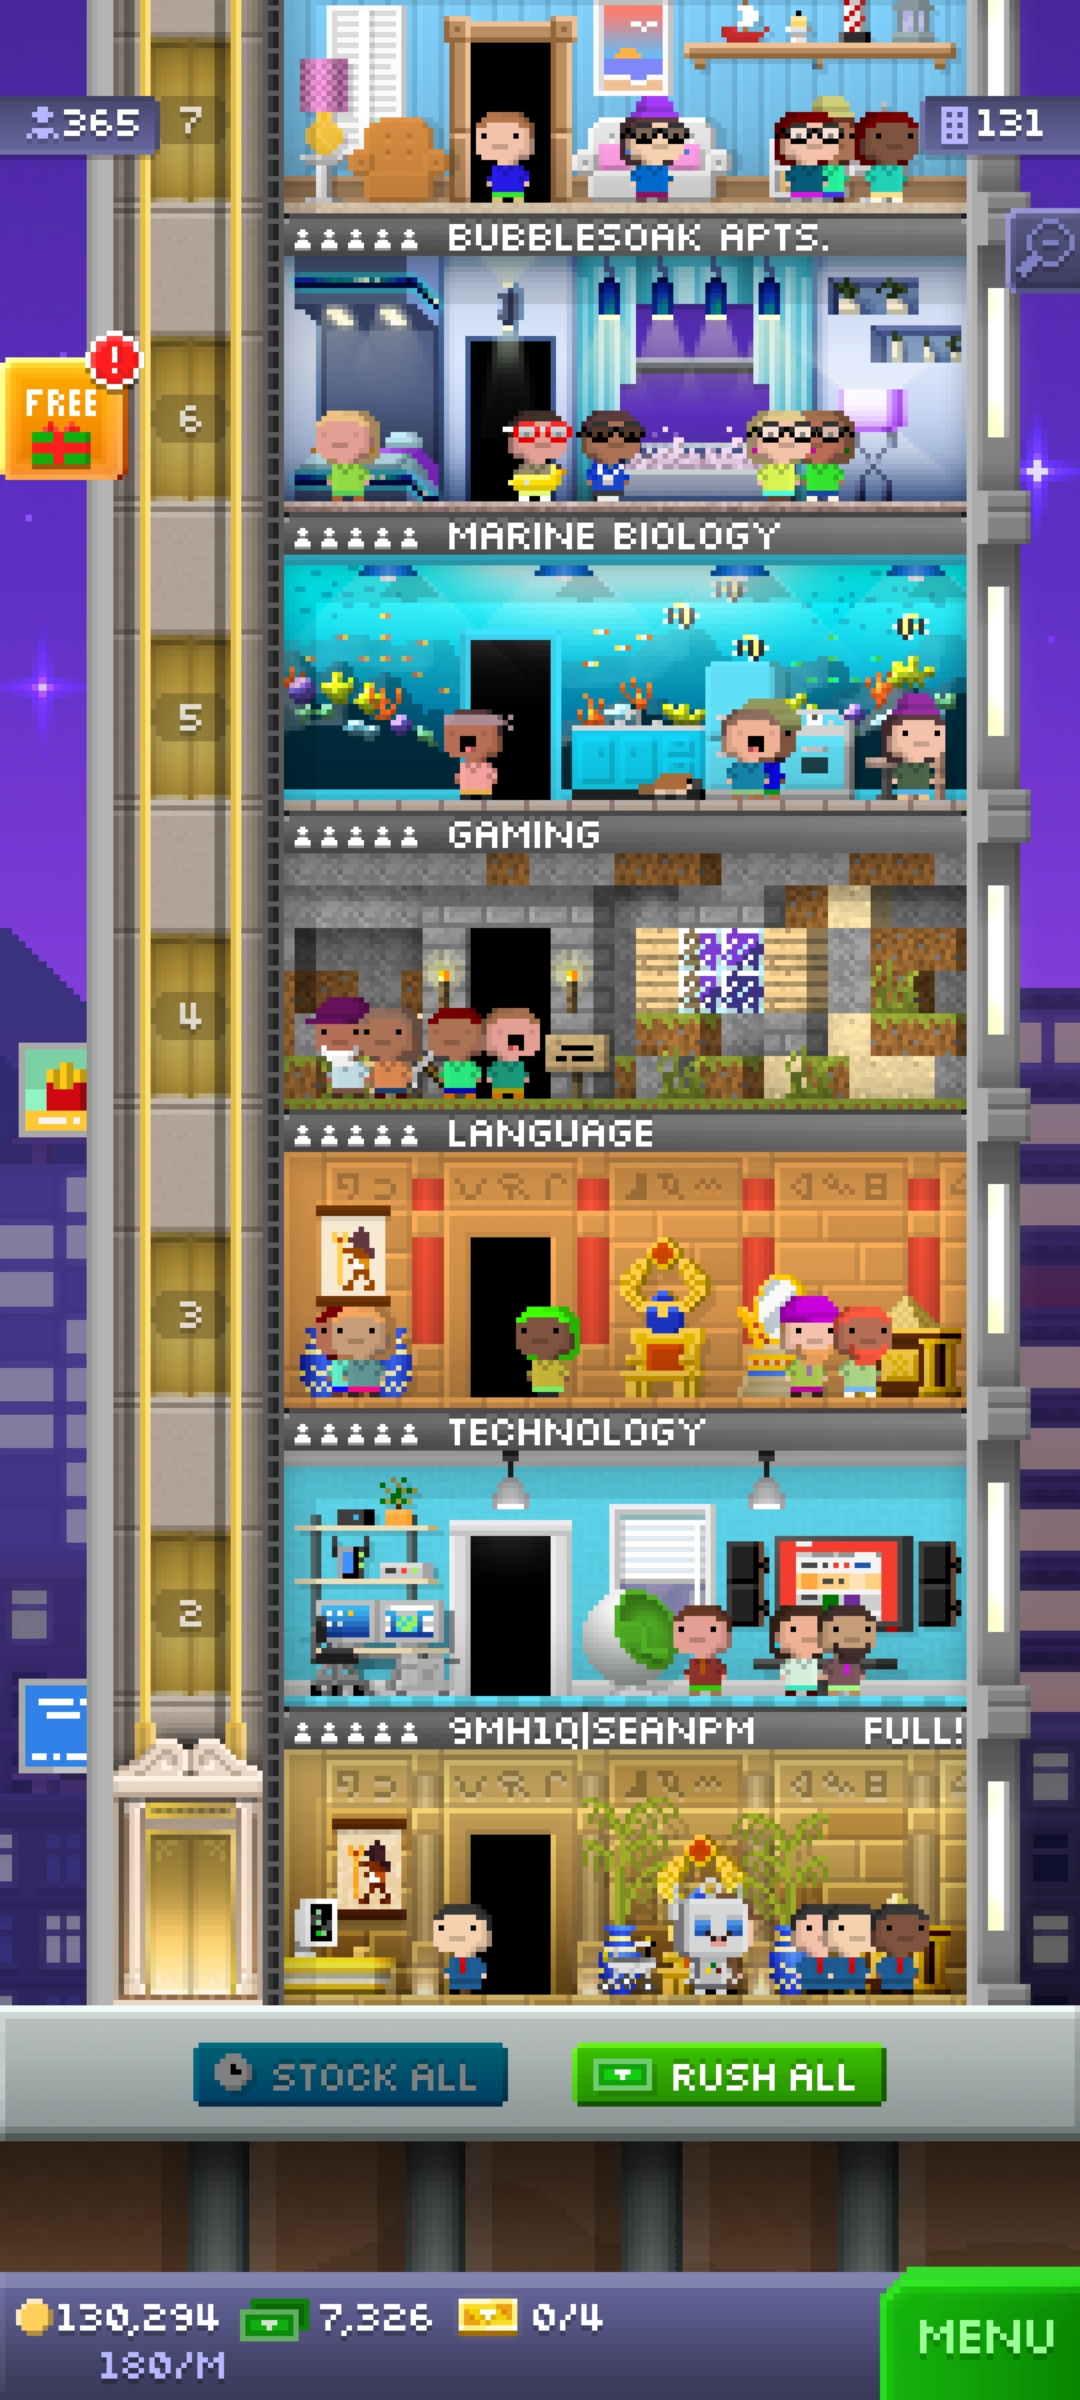 7
365
131
BUBBLESOAK APTS.
FREE
!
6
MARINE BIOLOGY
5
GAMING
4
LANGUAGE
3
TECHNOLOGY
2
9MH1Q|SEANPM FULL!
STOCK ALL
RUSH ALL
130,294 7,326 0/4
180/M
MENU